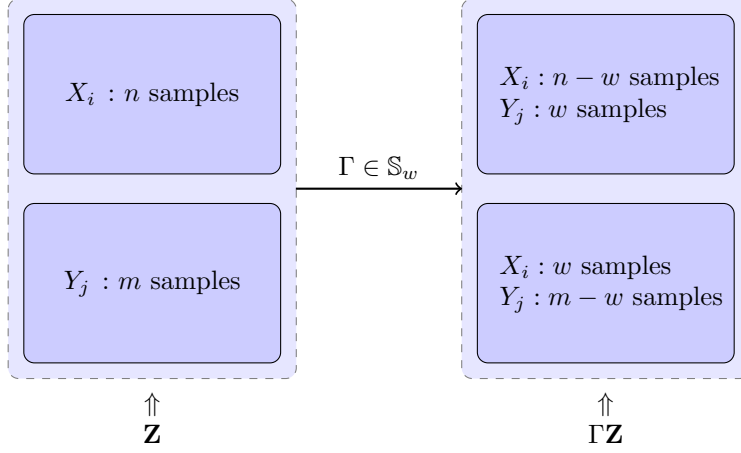 X_i : n samples
Y_j : m samples
Γ ∈ 𝕊_w
X_i : n − w samples
Y_j : w samples
X_i : w samples
Y_j : m − w samples
⇑
Z
⇑
ΓZ